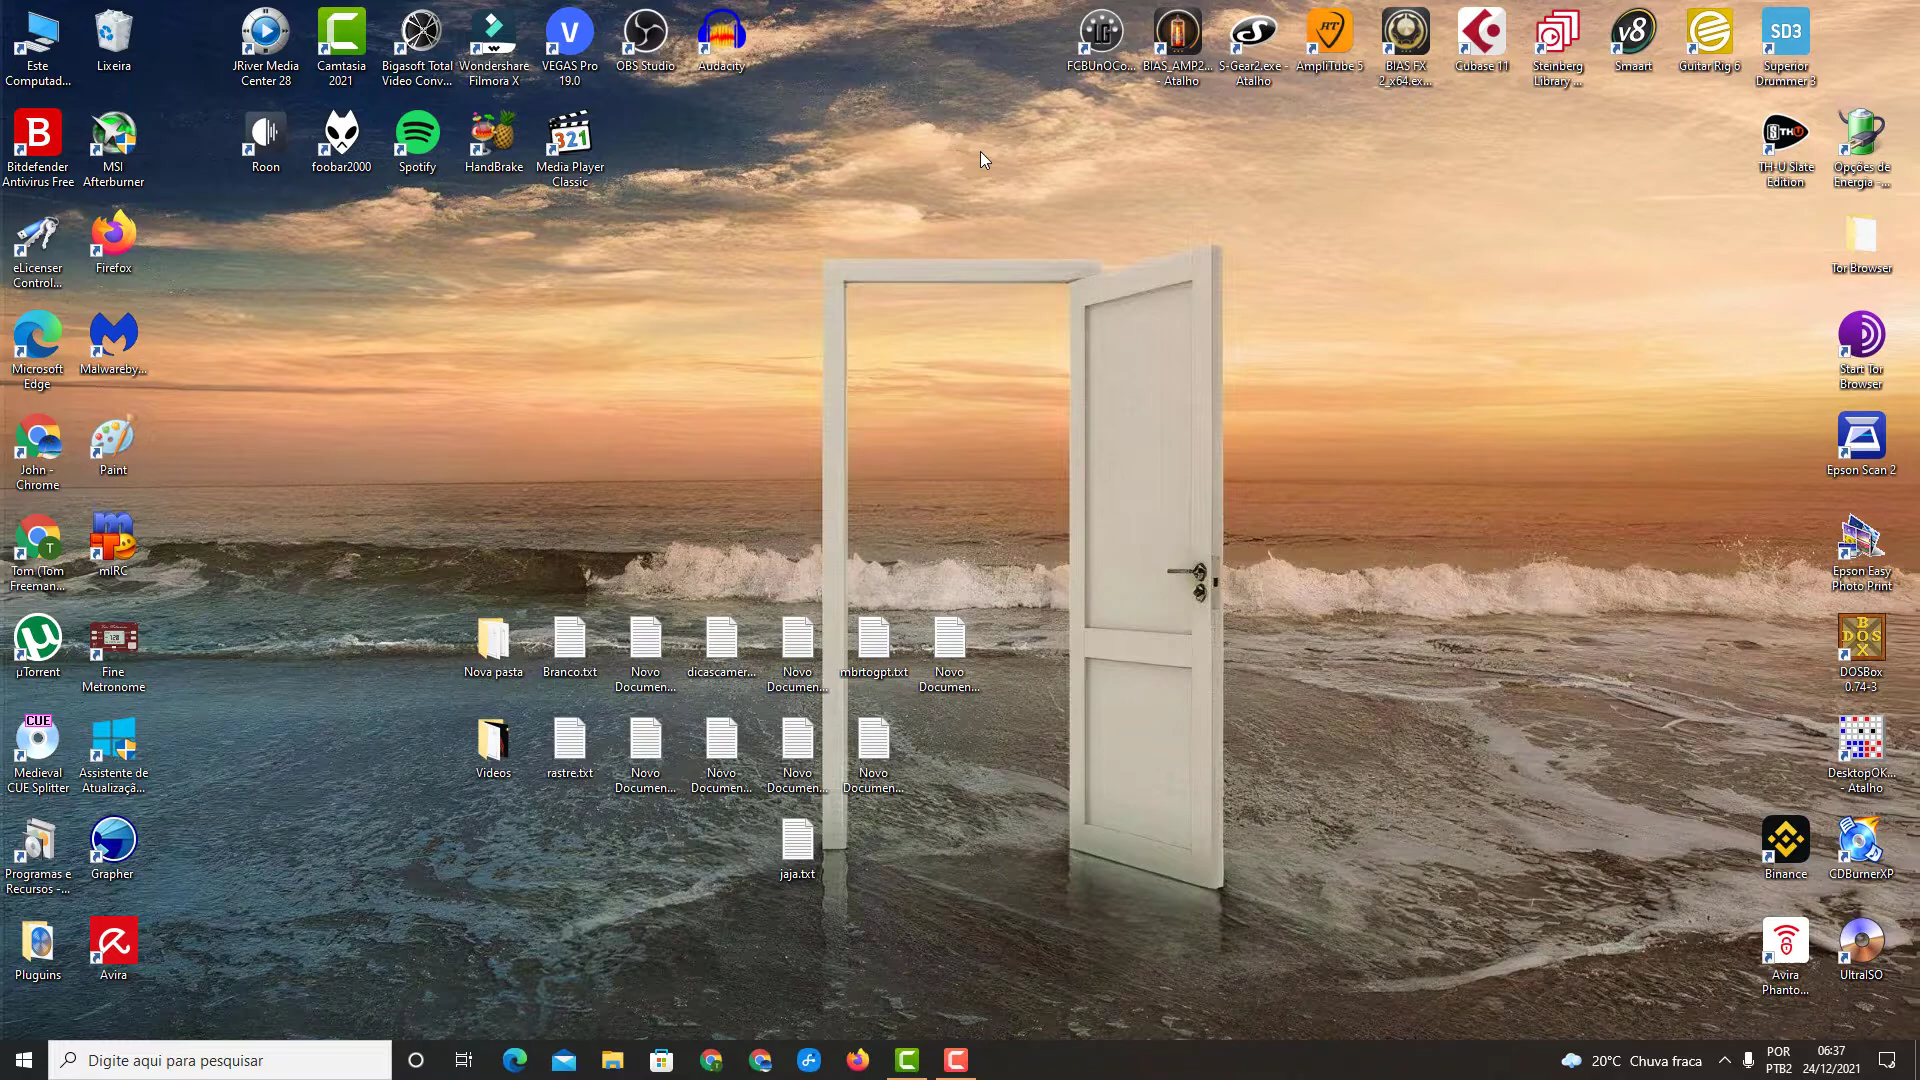 Este
Computad...
Lixeira
JRiver Media
Center 28
Camtasia
2021
Bigasoft Total
Video Conv...
Wondershare
Filmora X
VEGAS Pro
19.0
OBS Studio
Audacity
FCBUnOCo...
BIAS_AMP2...
- Atalho
S-Gear2.exe -
Atalho
AmpliTube 5
BIAS FX
2_x64.ex...
Cubase 11
Steinberg
Library ...
Smaart
Guitar Rig 6
SD3
Superior
Drummer 3
Bitdefender
Antivirus Free
MSI
Afterburner
Roon
foobar2000
Spotify
HandBrake
321
Media Player
Classic
TH-U Slate
Edition
Opções de
Energia -...
eLicenser
Control...
Firefox
Tor Browser
Microsoft
Edge
Malwareby...
Start Tor
Browser
John -
Chrome
Paint
Epson Scan 2
Tom (Tom
Freeman...
mIRC
Epson Easy
Photo Print
µTorrent
Fine
Metronome
Nova pasta
Branco.txt
Novo
Documen...
dicascamer...
Novo
Documen...
mbrtogpt.txt
Novo
Documen...
DOSBox
0.74-3
CUE
Medieval
CUE Splitter
Assistente de
Atualizaçã...
Videos
rastre.txt
Novo
Documen...
Novo
Documen...
Novo
Documen...
Novo
Documen...
DesktopOK...
- Atalho
Programas e
Recursos -...
Grapher
jaja.txt
Binance
CDBurnerXP
Pluguins
Avira
Avira
Phanto...
UltraISO
Digite aqui para pesquisar
20°C Chuva fraca
POR
PTB2
06:37
24/12/2021